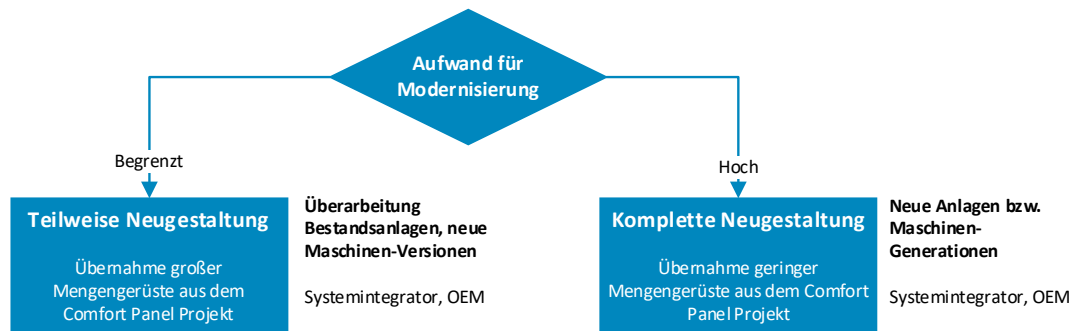 Aufwand für
Modernisierung
Begrenzt
Hoch
Teilweise Neugestaltung
Übernahme großer
Mengengerüste aus dem
Comfort Panel Projekt
Überarbeitung
Bestandsanlagen, neue
Maschinen-Versionen
Systemintegrator, OEM
Komplette Neugestaltung
Übernahme geringer
Mengengerüste aus dem Comfort
Panel Projekt
Neue Anlagen bzw.
Maschinen-
Generationen
Systemintegrator, OEM